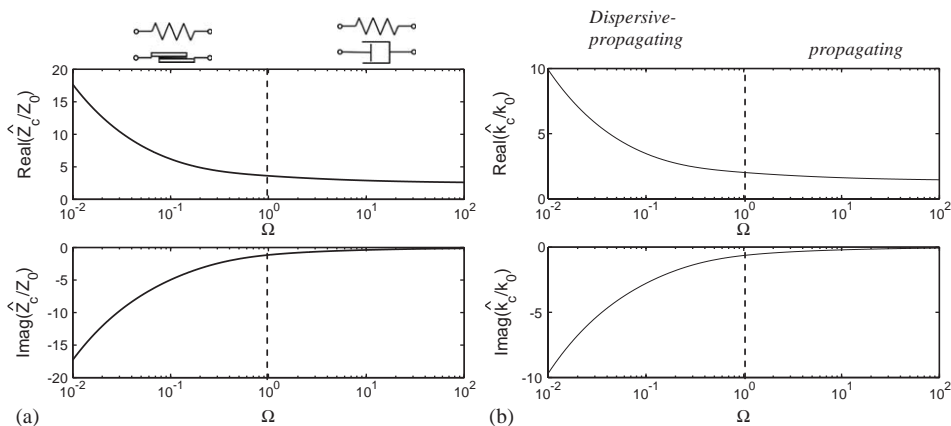 Dispersive-
propagating
propagating
20
15
10
5
0
Real(Ẑc/Z0)
10^-2 10^-1 10^0 10^1 10^2
Ω
0
-5
-10
-15
-20
Imag(Ẑc/Z0)
10^-2 10^-1 10^0 10^1 10^2
(a)
Ω
10
5
0
Real(k̂c/k0)
10^-2 10^-1 10^0 10^1 10^2
Ω
0
-5
-10
Imag(k̂c/k0)
10^-2 10^-1 10^0 10^1 10^2
(b)
Ω